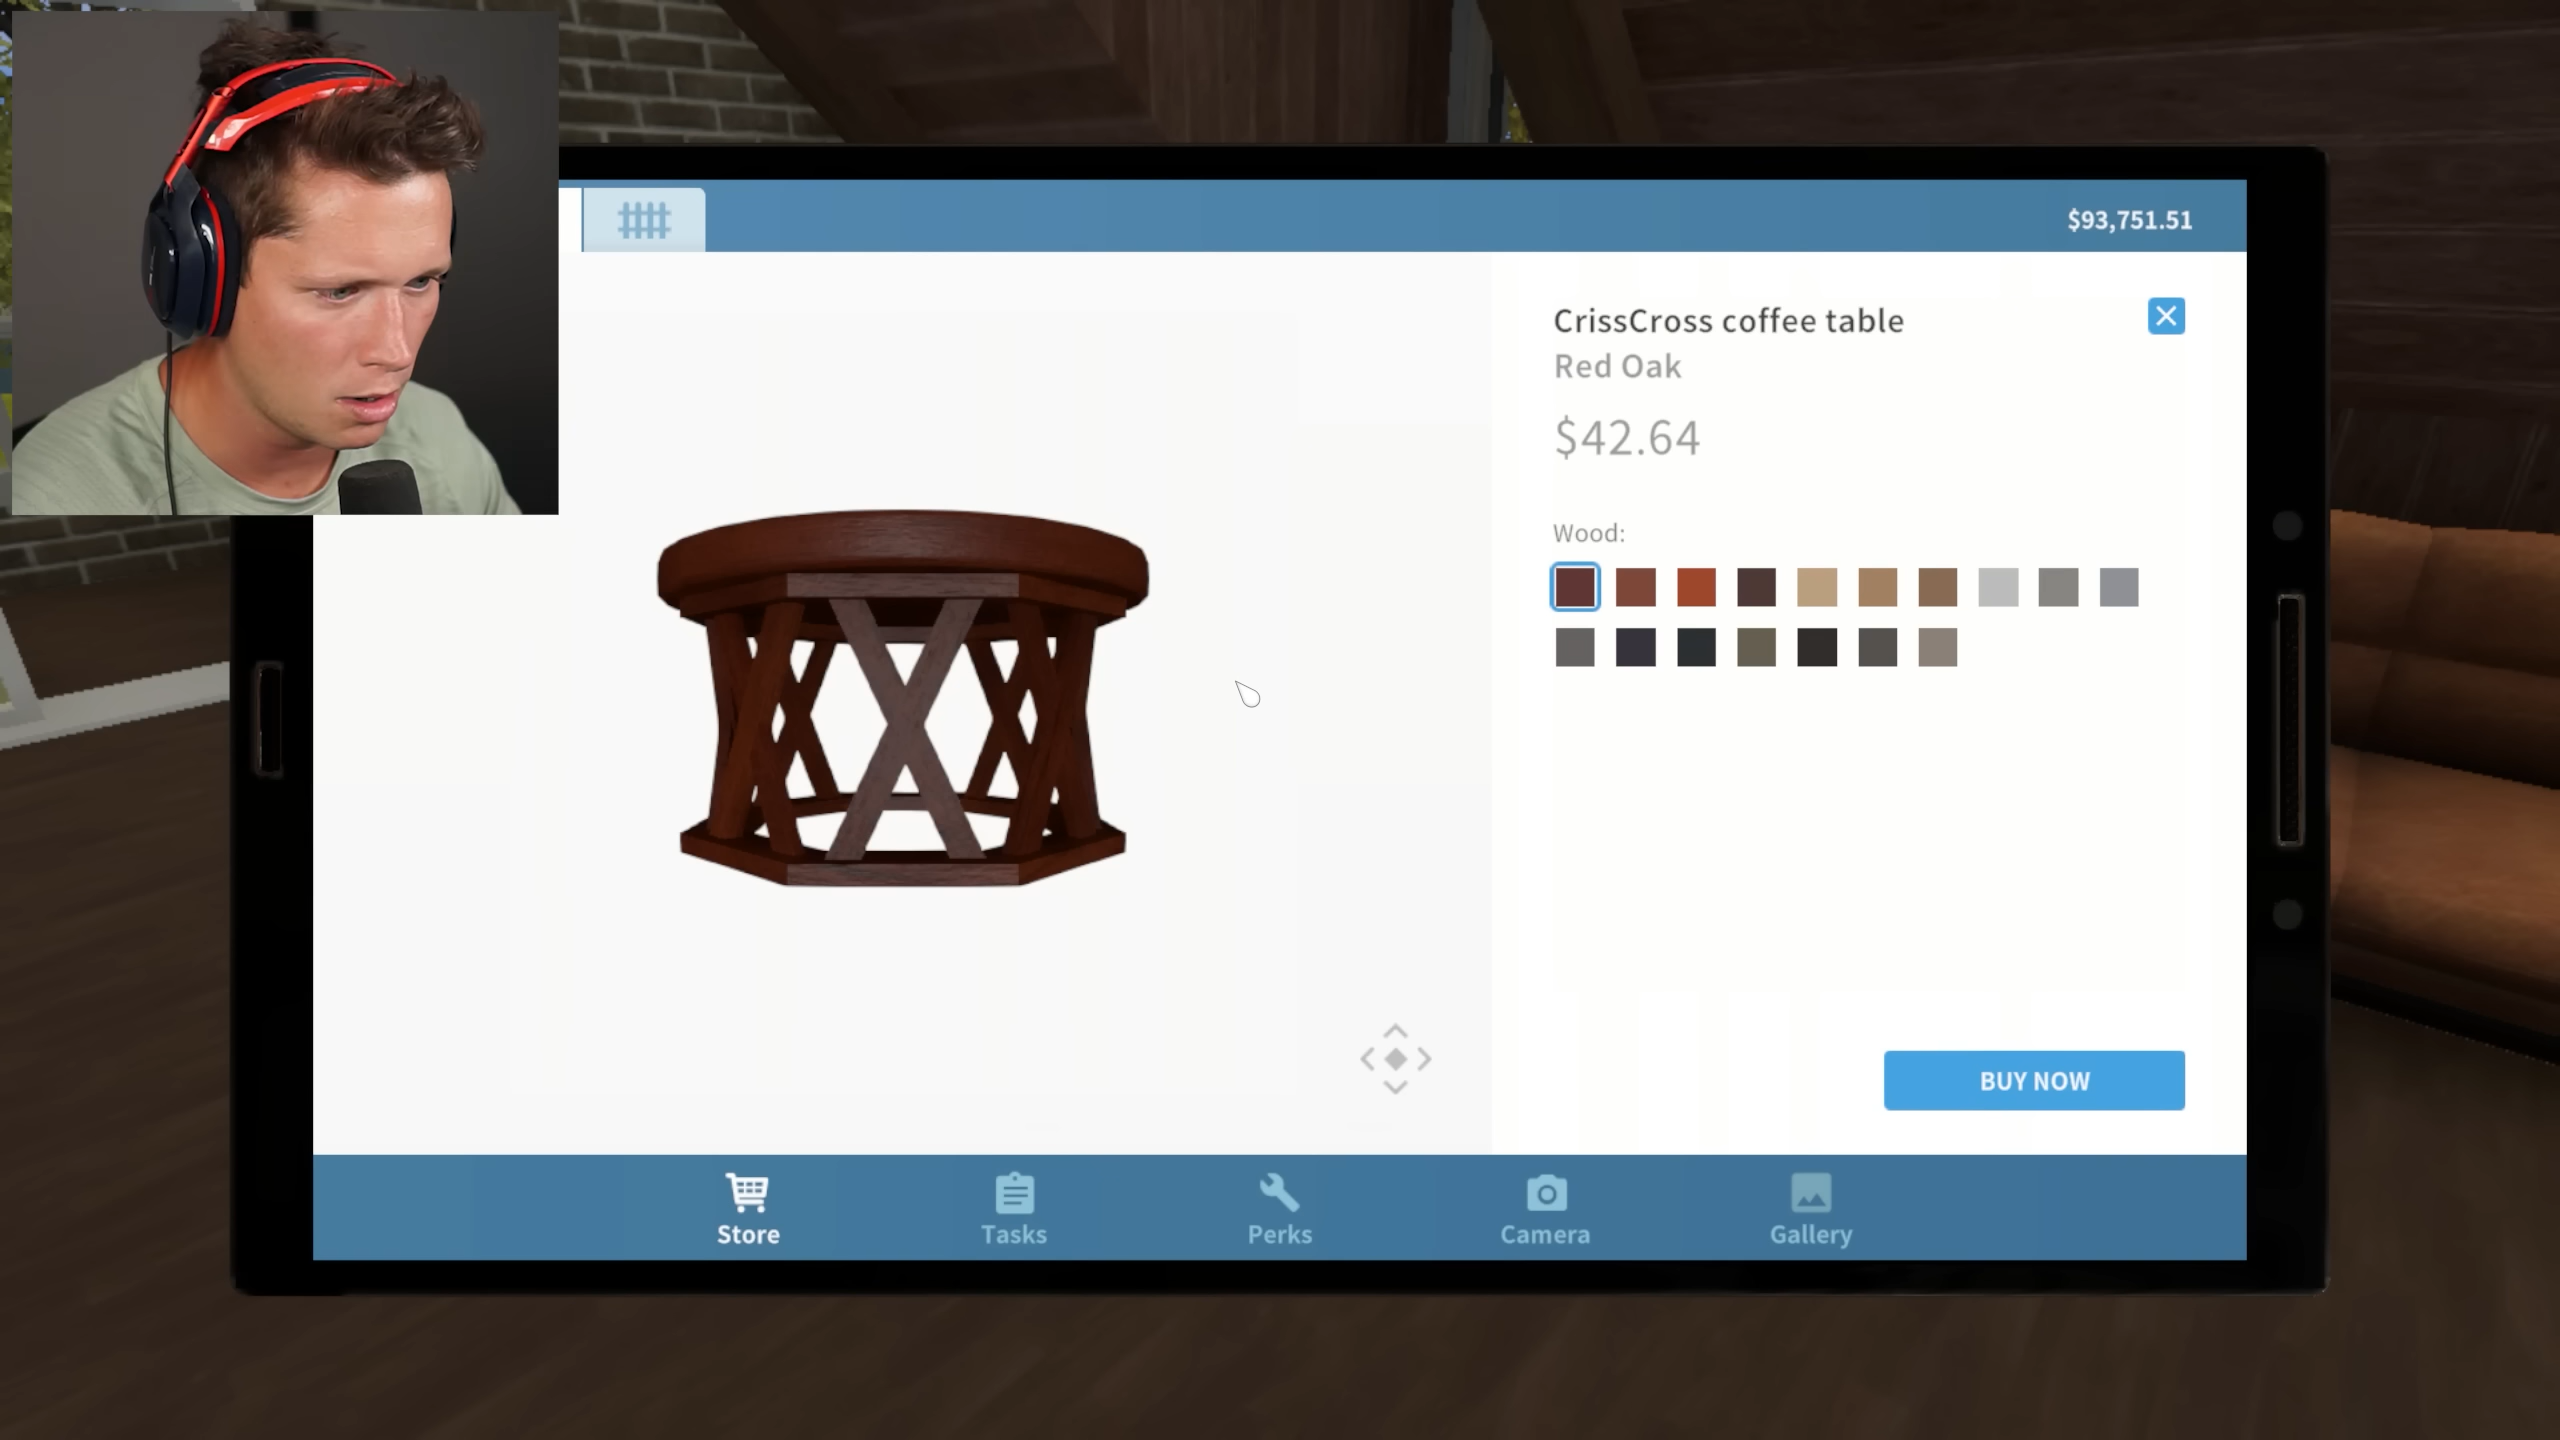 $93,751.51
CrissCross coffee table
Red Oak
$42.64
Wood:
BUY NOW
Store
Tasks
Perks
Camera
Gallery